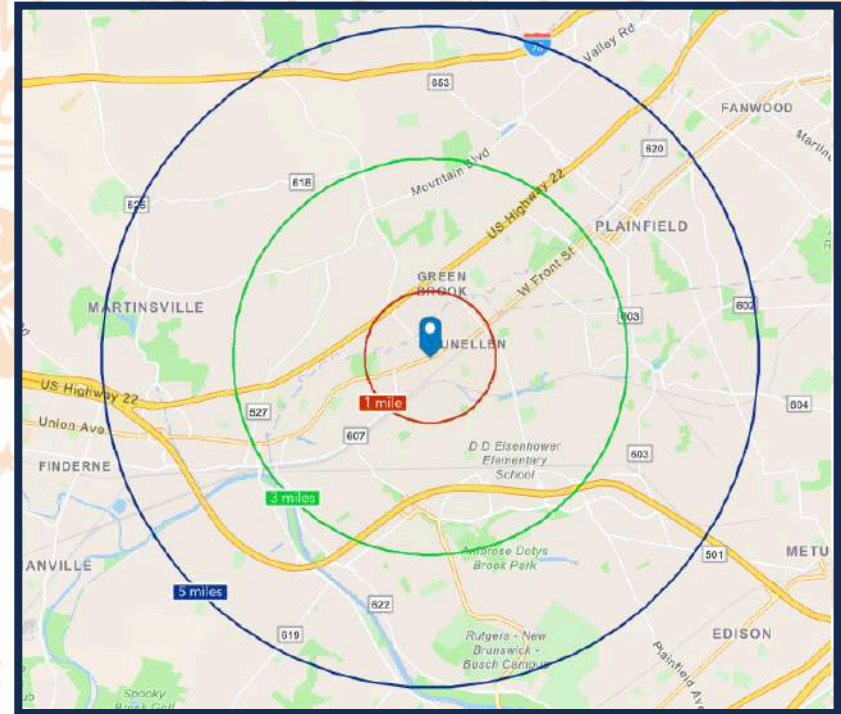 78
Valley Rd
653
FANWOOD
620
Mountain Blvd
618
US Highway 22
525
PLAINFIELD
W Front St
GREEN
BROOK
MARTINSVILLE
602
603
UNELLEN
US Highway 22
1 mile
604
527
Union Ave
607
D D Eisenhower
Elementary
School
603
FINDERNE
3 miles
Ambrose Dotys
Brook Park
501
METU
ANVILLE
5 miles
622
619
EDISON
Rutgers - New
Brunswick -
Busch Campus
Plainfield Ave
Spooky
Brook Golf